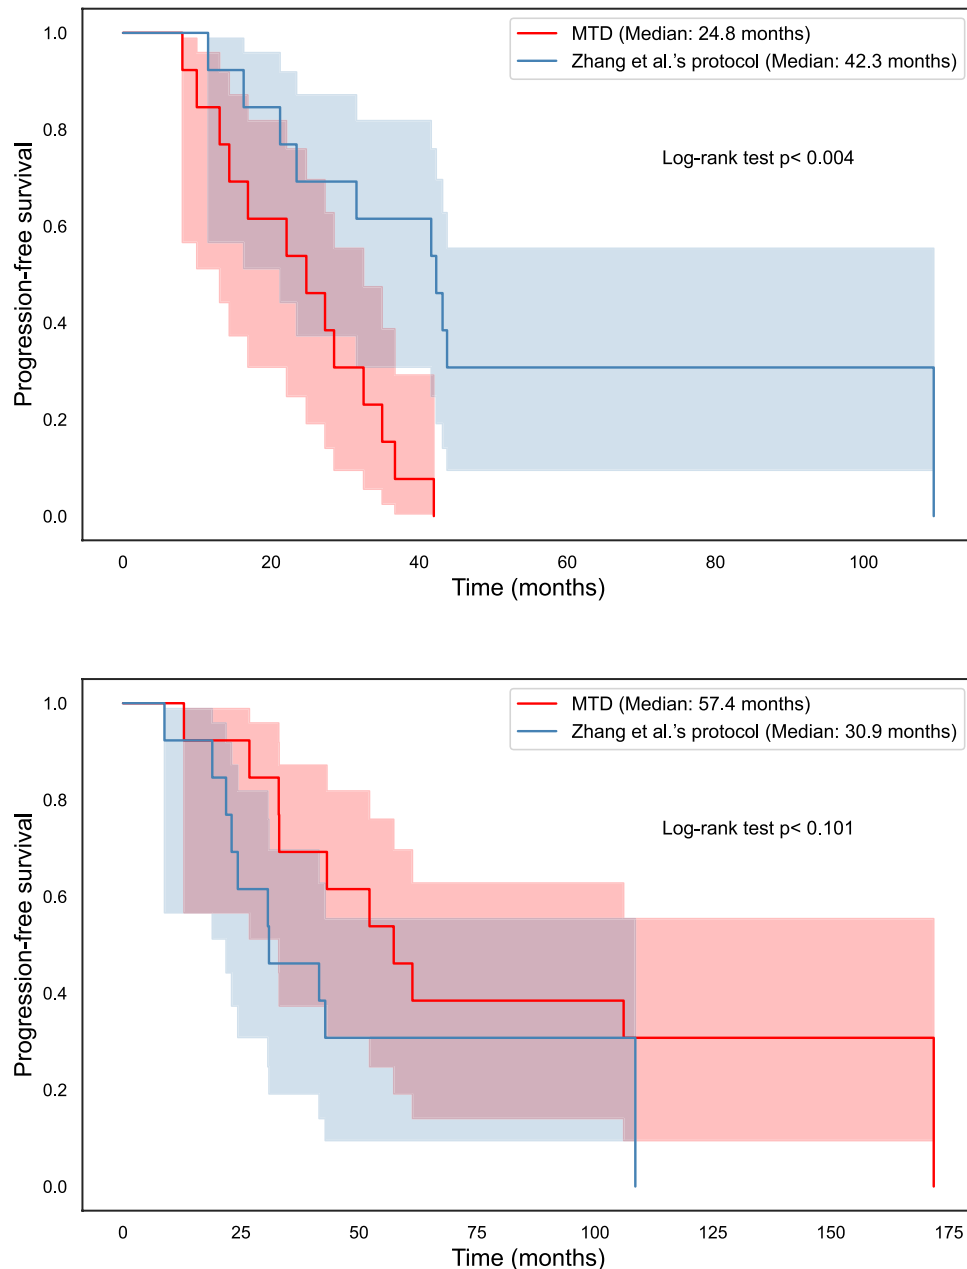 MTD (Median: 24.8 months)
Zhang et al.'s protocol (Median: 42.3 months)
Log-rank test p< 0.004
Progression-free survival
1.0
0.8
0.6
0.4
0.2
0.0
0 20 40 60 80 100
Time (months)
MTD (Median: 57.4 months)
Zhang et al.'s protocol (Median: 30.9 months)
Log-rank test p< 0.101
Progression-free survival
1.0
0.8
0.6
0.4
0.2
0.0
0 25 50 75 100 125 150 175
Time (months)